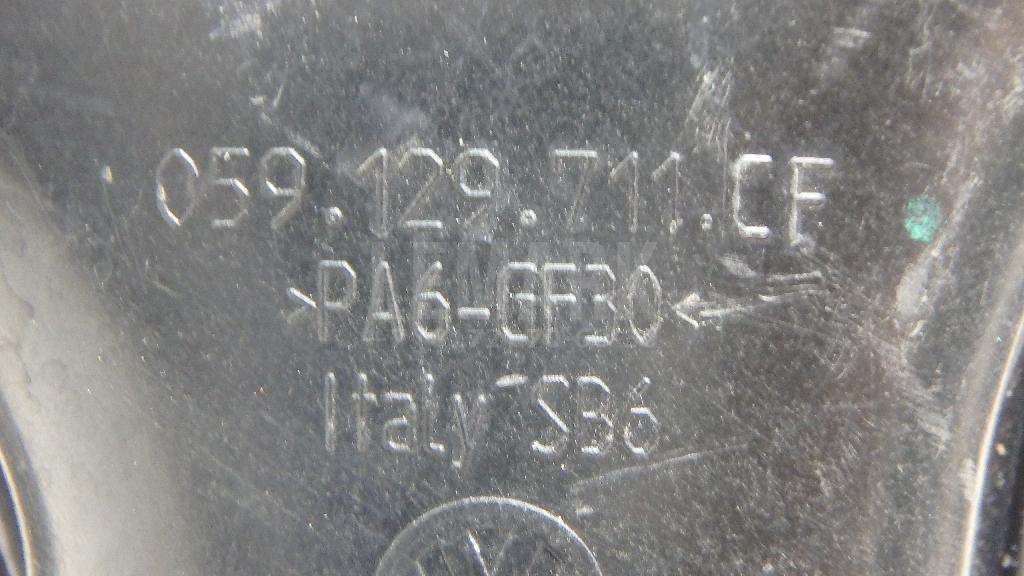 059.129.711.CF
>PA6-GF30<
Italy SB6